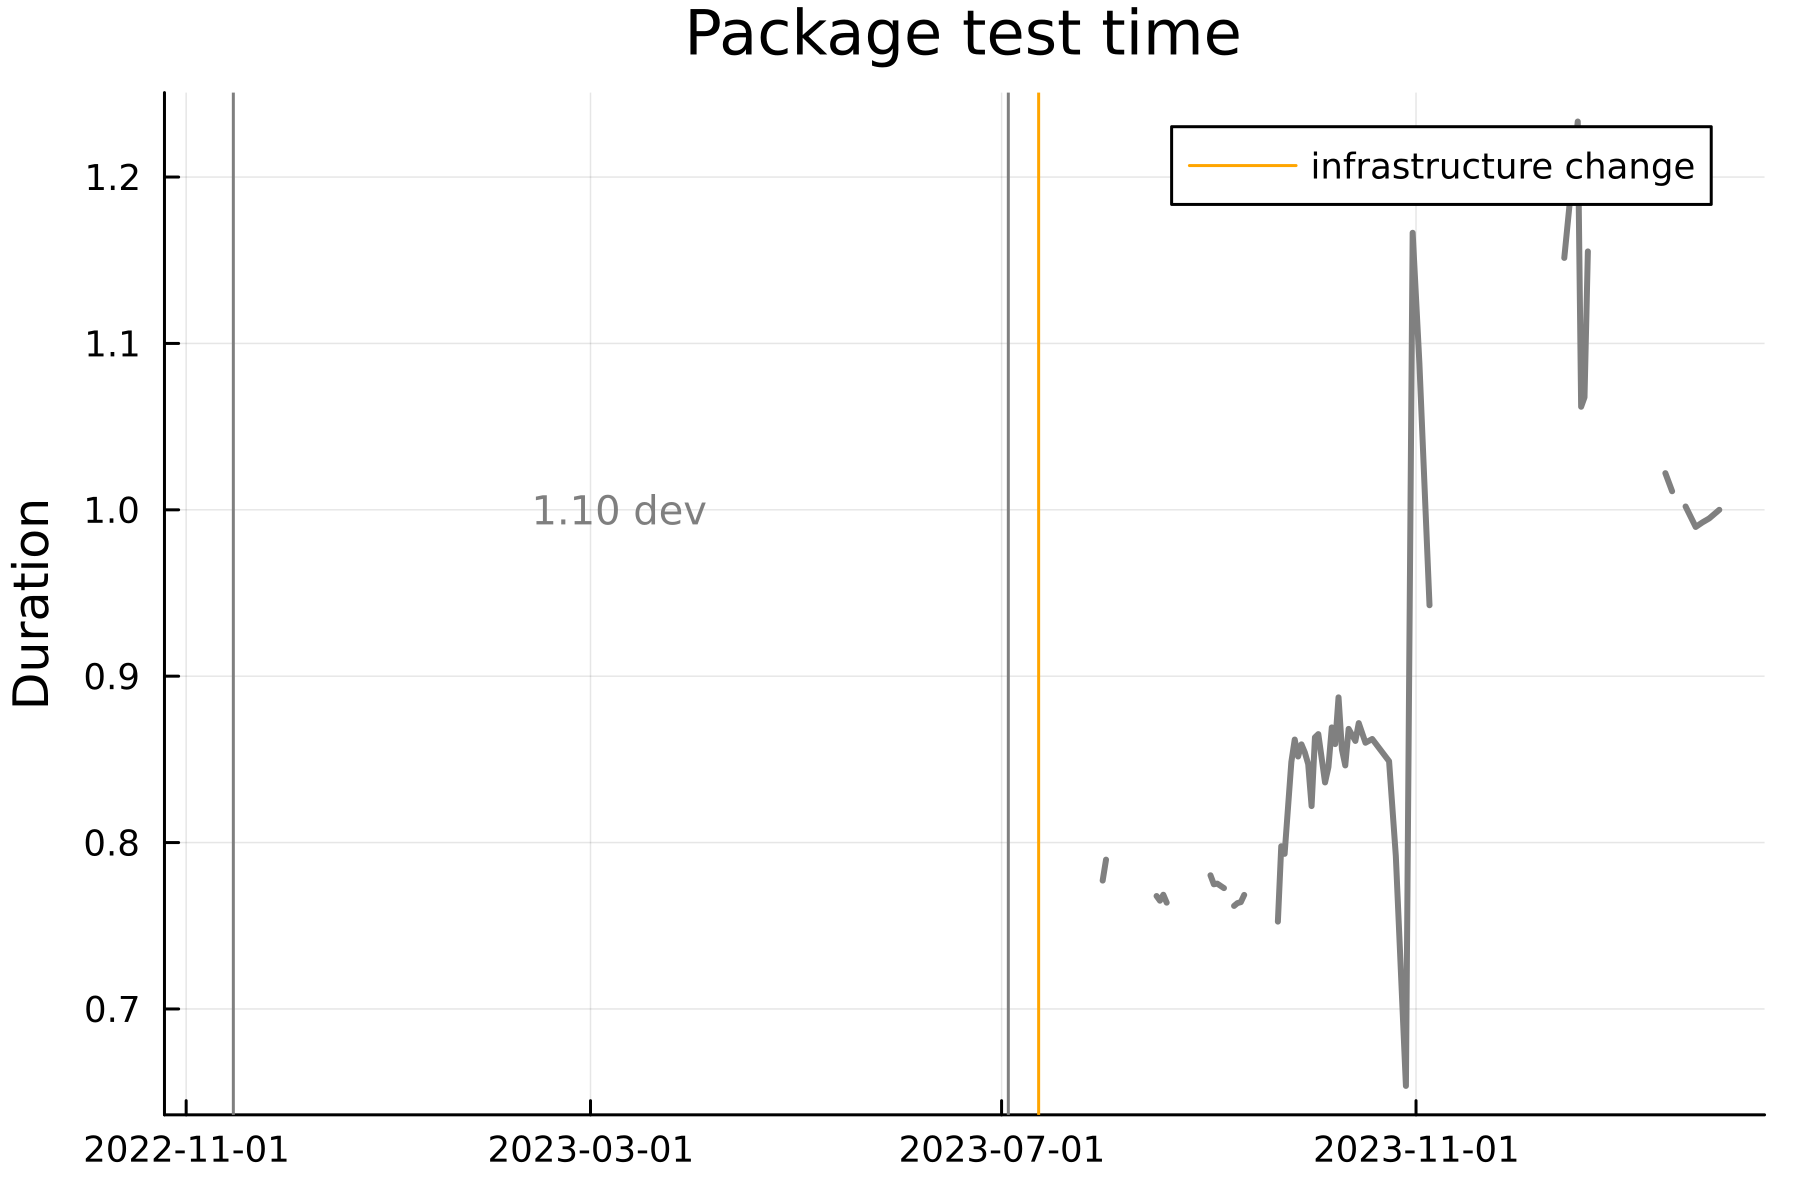 Package test time
infrastructure change
1.2
1.1
1.0
0.9
0.8
0.7
Duration
1.10 dev
2022-11-01
2023-03-01
2023-07-01
2023-11-01